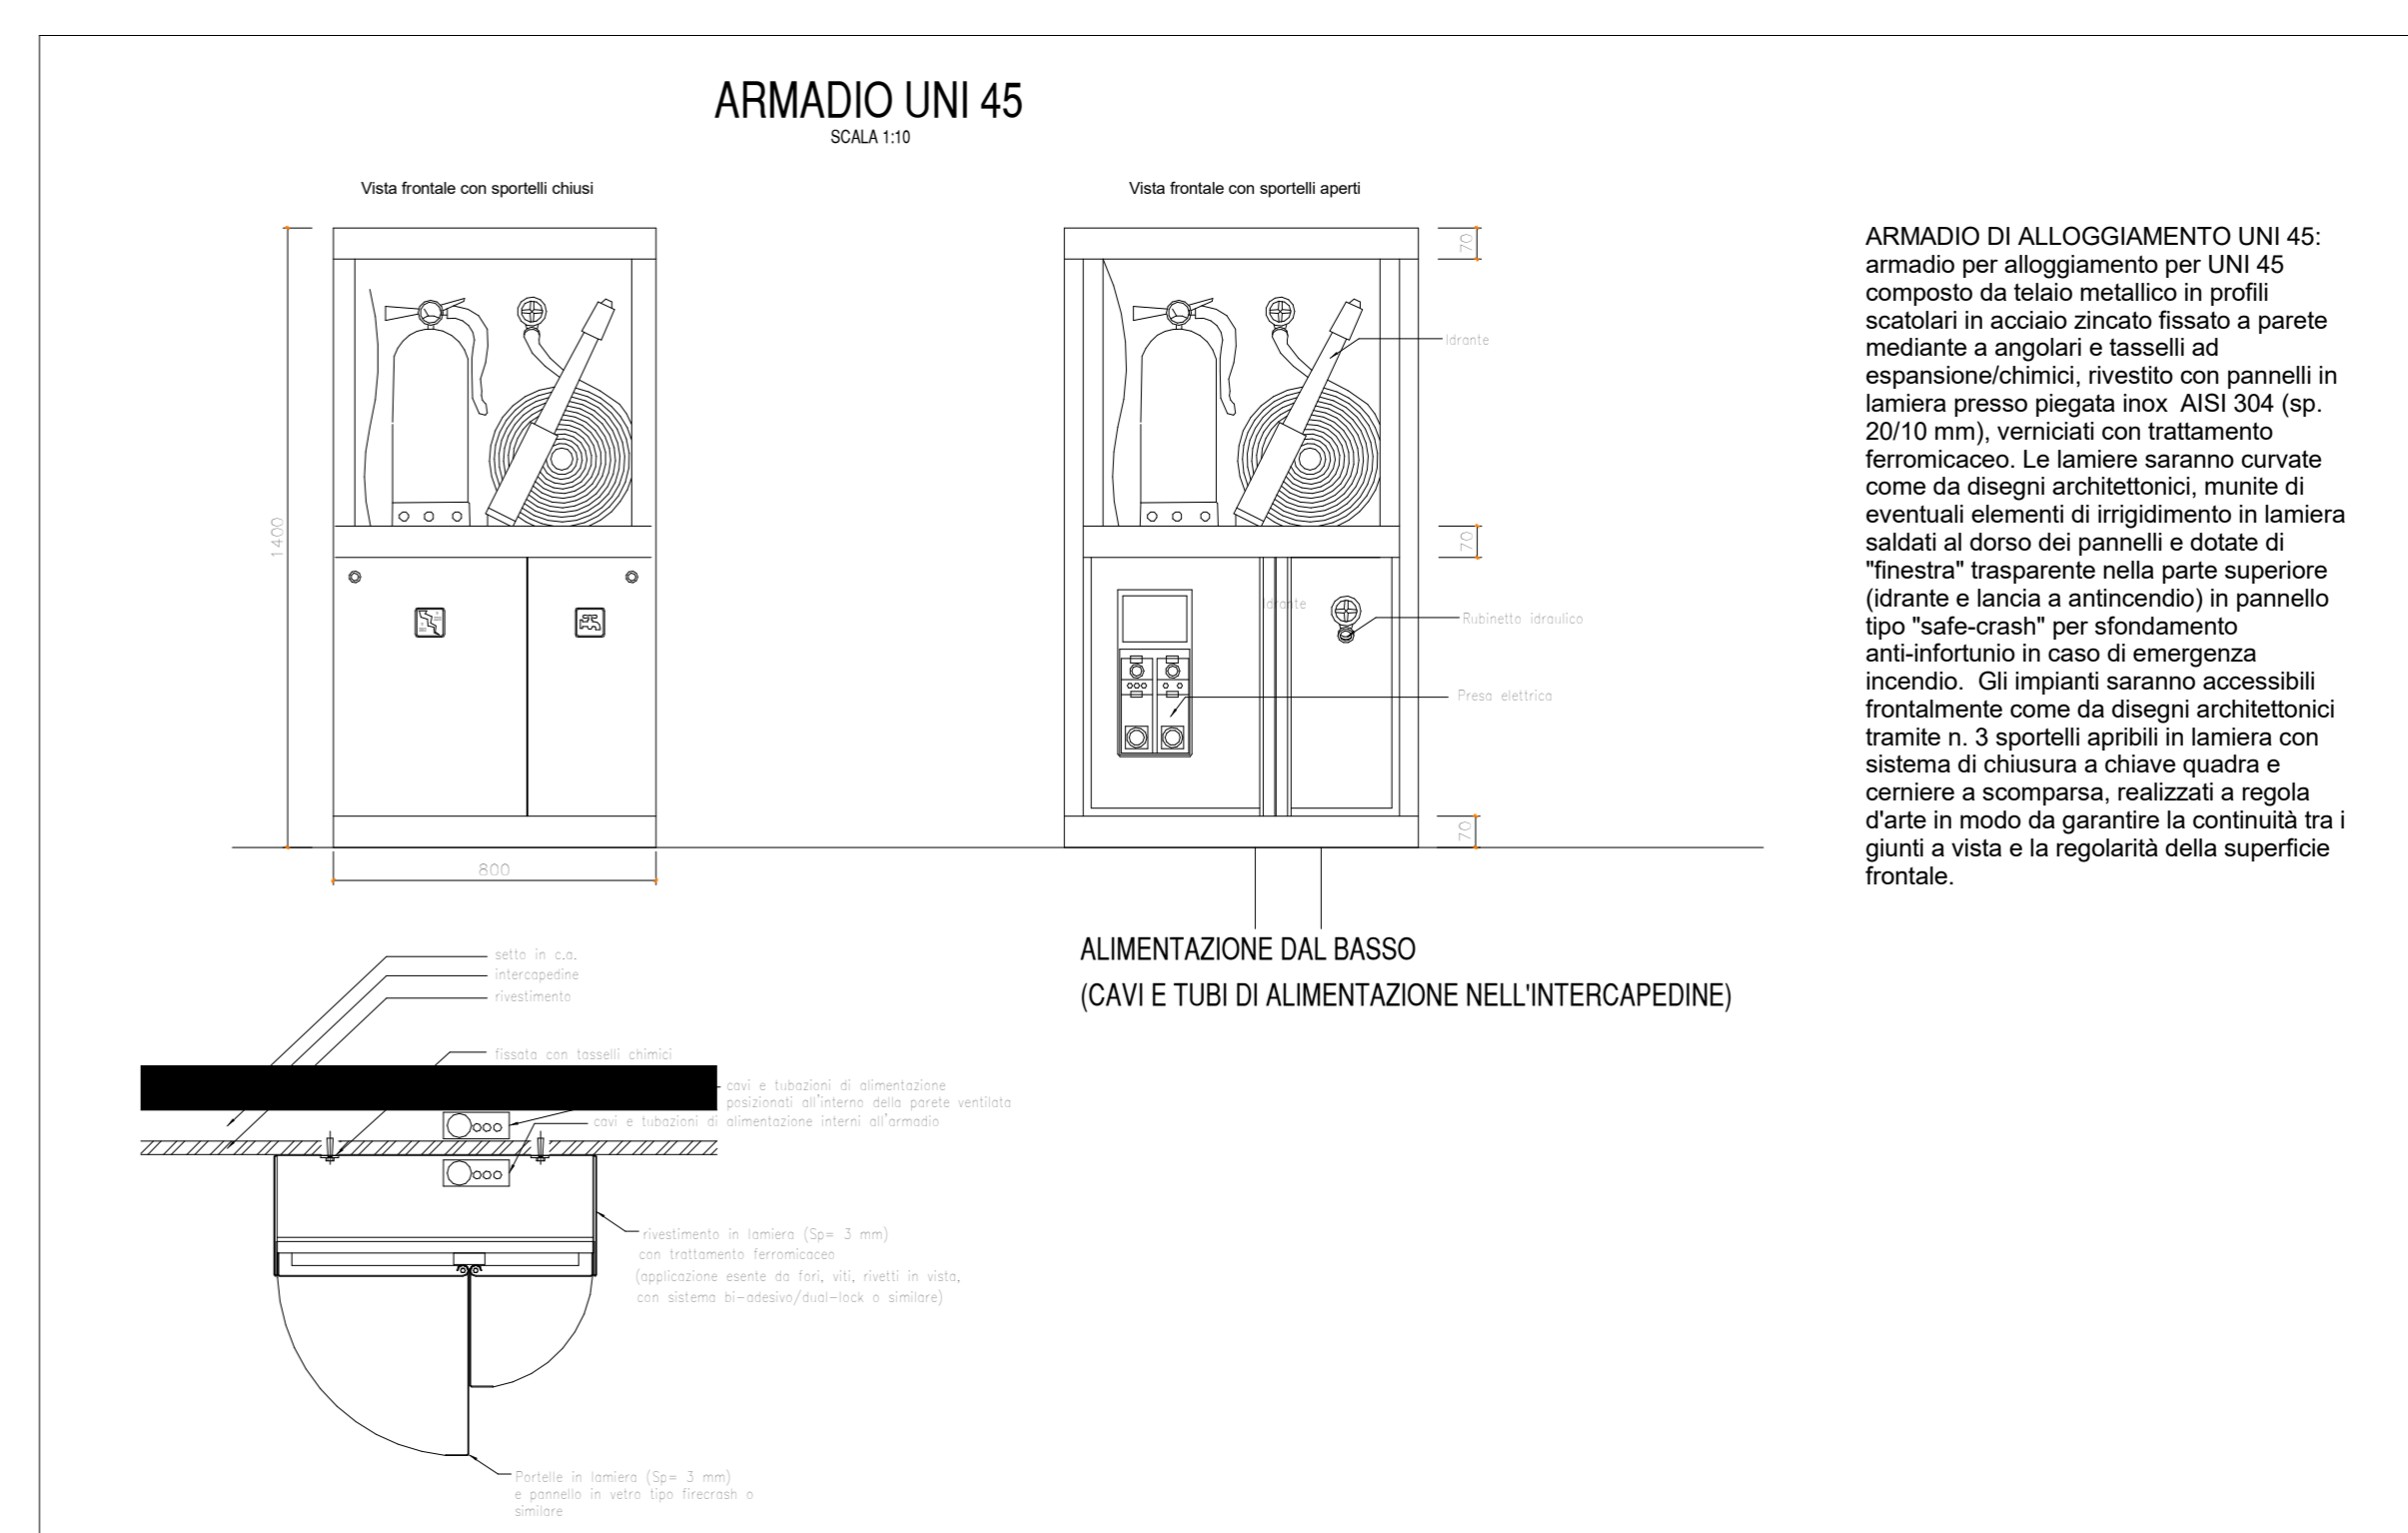 ARMADIO UNI 45
SCALA 1:10
Vista frontale con sportelli chiusi
Vista frontale con sportelli aperti
1400
800
70
70
70
Idrante
Idrante
Rubinetto idraulico
Presa elettrica
ALIMENTAZIONE DAL BASSO
(CAVI E TUBI DI ALIMENTAZIONE NELL'INTERCAPEDINE)
ARMADIO DI ALLOGGIAMENTO UNI 45:
armadio per alloggiamento per UNI 45
composto da telaio metallico in profili
scatolari in acciaio zincato fissato a parete
mediante a angolari e tasselli ad
espansione/chimici, rivestito con pannelli in
lamiera presso piegata inox  AISI 304 (sp.
20/10 mm), verniciati con trattamento
ferromicaceo. Le lamiere saranno curvate
come da disegni architettonici, munite di
eventuali elementi di irrigidimento in lamiera
saldati al dorso dei pannelli e dotate di
"finestra" trasparente nella parte superiore
(idrante e lancia a antincendio) in pannello
tipo "safe-crash" per sfondamento
anti-infortunio in caso di emergenza
incendio.  Gli impianti saranno accessibili
frontalmente come da disegni architettonici
tramite n. 3 sportelli apribili in lamiera con
sistema di chiusura a chiave quadra e
cerniere a scomparsa, realizzati a regola
d'arte in modo da garantire la continuità tra i
giunti a vista e la regolarità della superficie
frontale.
setto in c.a.
intercapedine
rivestimento
fissata con tasselli chimici
cavi e tubazioni di alimentazione
posizionati all'interno della parete ventilata
cavi e tubazioni di alimentazione interni all'armadio
rivestimento in lamiera (Sp= 3 mm)
con trattamento ferromicaceo
(applicazione esente da fori, viti, rivetti in vista,
con sistema bi-adesivo/dual-lock o similare)
Portelle in lamiera (Sp= 3 mm)
e pannello in vetro tipo firecrash o
similare